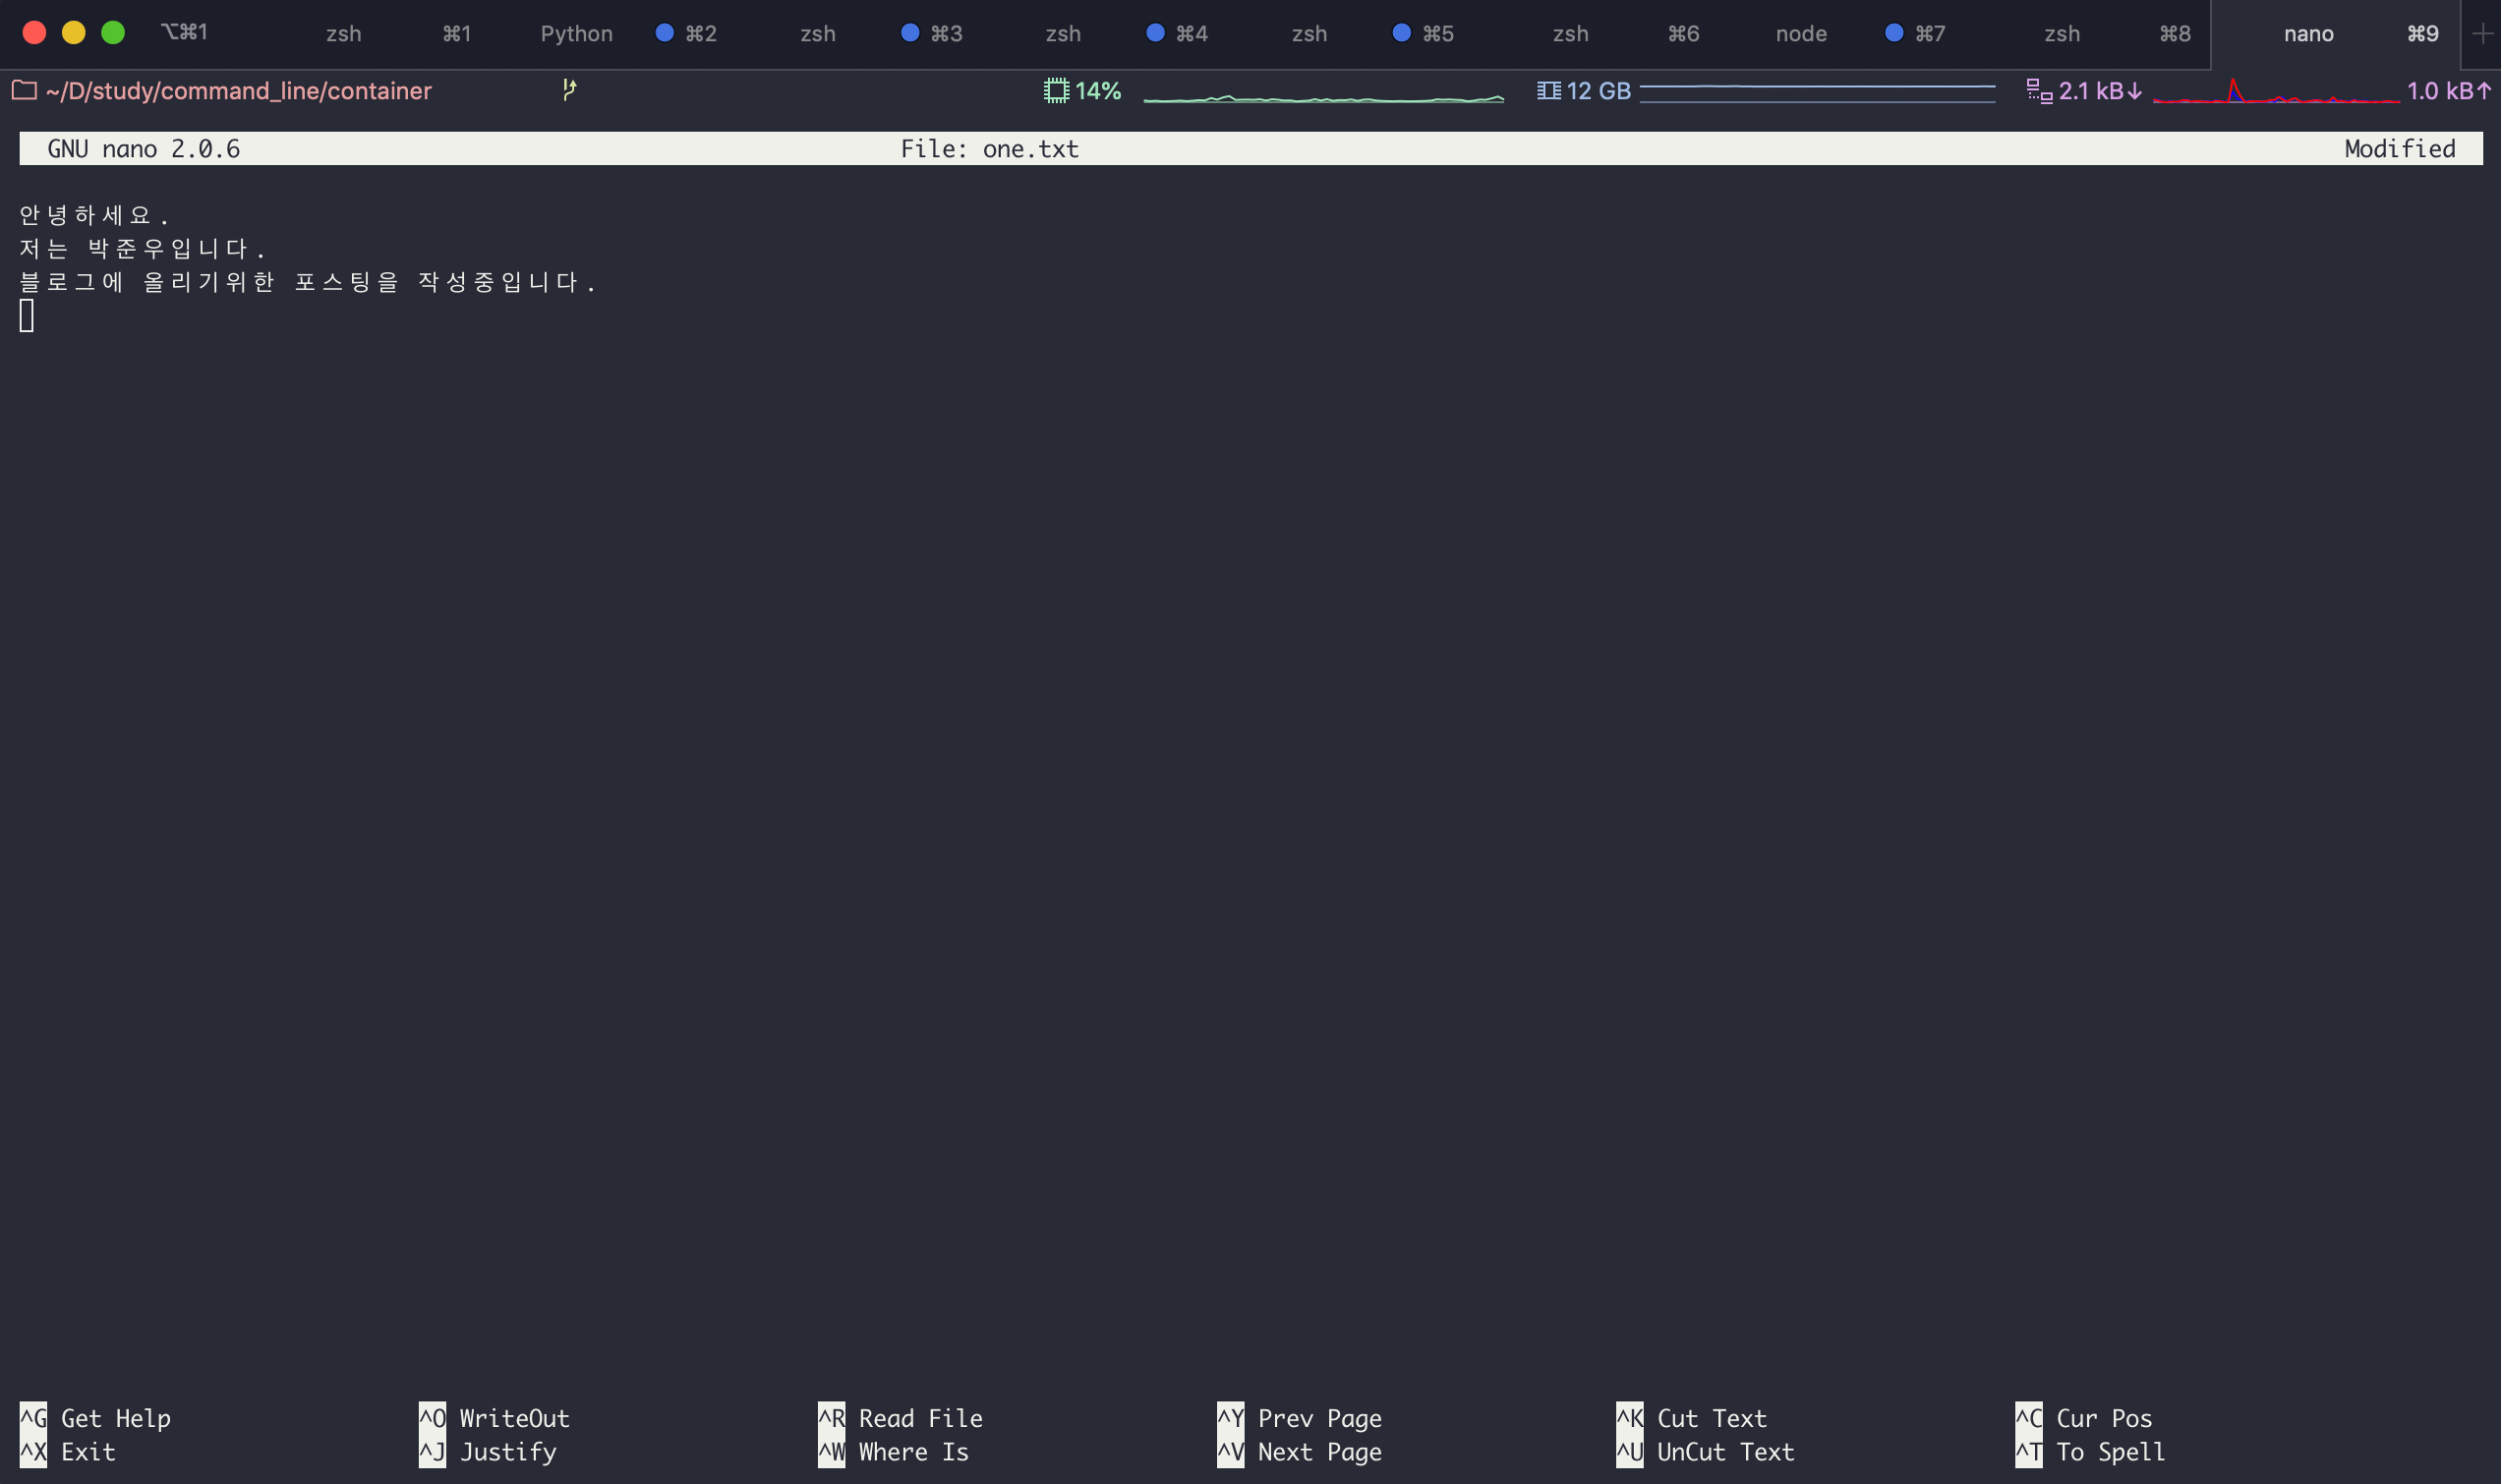 ⌥⌘1 zsh ⌘1 Python ⌘2 zsh ⌘3 zsh ⌘4 zsh ⌘5 zsh ⌘6 node ⌘7 zsh ⌘8 nano ⌘9 +
~/D/study/command_line/container 14% 12 GB 2.1 kB↓ 1.0 kB↑
GNU nano 2.0.6 File: one.txt Modified
안녕하세요.
저는 박준우입니다.
블로그에 올리기위한 포스팅을 작성중입니다.
^G Get Help ^O WriteOut ^R Read File ^Y Prev Page ^K Cut Text ^C Cur Pos
^X Exit ^J Justify ^W Where Is ^V Next Page ^U UnCut Text ^T To Spell